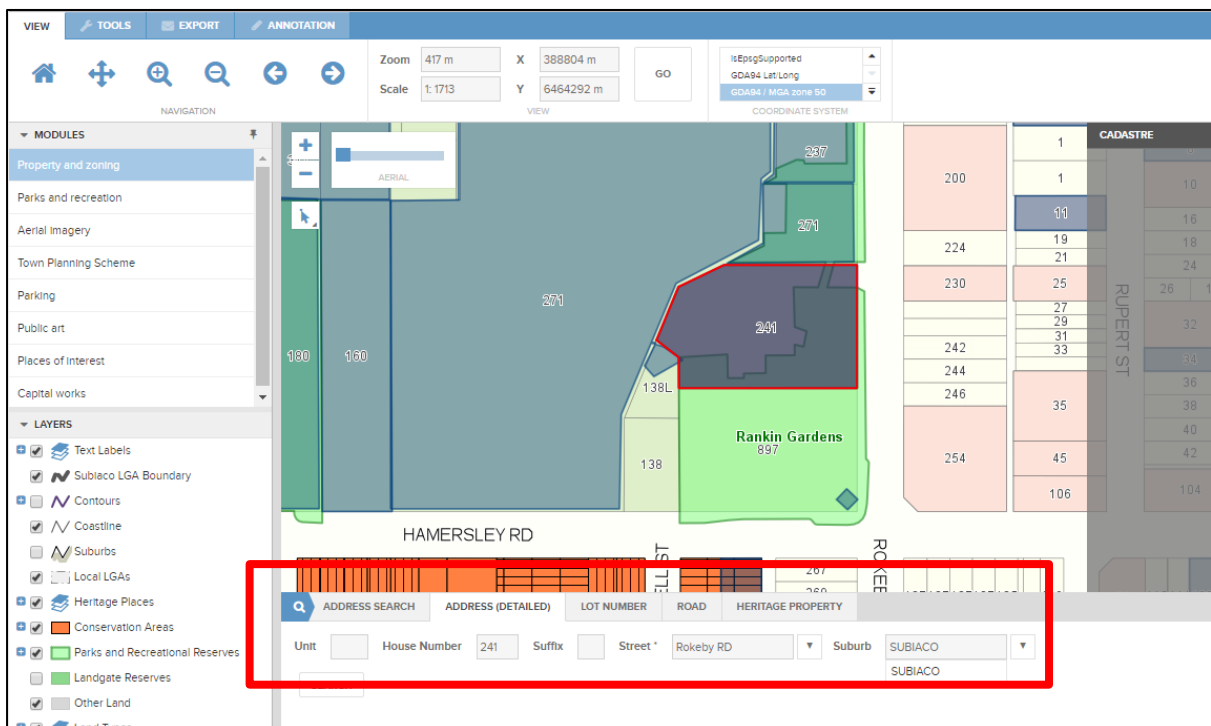 VIEW TOOLS EXPORT ANNOTATION
Zoom 417 m X 388804 m GO
Scale 1: 1713 Y 6464292 m
IsEpsgSupported
GDA94 Lat/Long
GDA94 / MGA zone 50
NAVIGATION VIEW COORDINATE SYSTEM
MODULES
Property and zoning
Parks and recreation
Aerial imagery
Town Planning Scheme
Parking
Public art
Places of interest
Capital works
LAYERS
Text Labels
Subiaco LGA Boundary
Contours
Coastline
Suburbs
Local LGAs
Heritage Places
Conservation Areas
Parks and Recreational Reserves
Landgate Reserves
Other Land
AERIAL
CADASTRE
237
271
271
241
180
160
138L
138
Rankin Gardens
897
HAMERSLEY RD
200
224
230
242
244
246
254
1
1
11
19
21
25
27
29
31
33
35
45
106
RUPERT ST
10
16
18
24
26
32
34
36
38
40
42
104
267
ADDRESS SEARCH ADDRESS (DETAILED) LOT NUMBER ROAD HERITAGE PROPERTY
Unit House Number 241 Suffix Street * Rokeby RD Suburb SUBIACO
SUBIACO